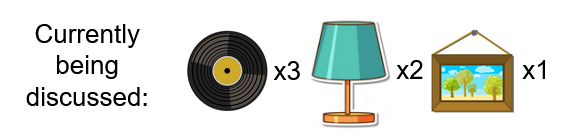 Currently
being
discussed:
x3
x2
x1